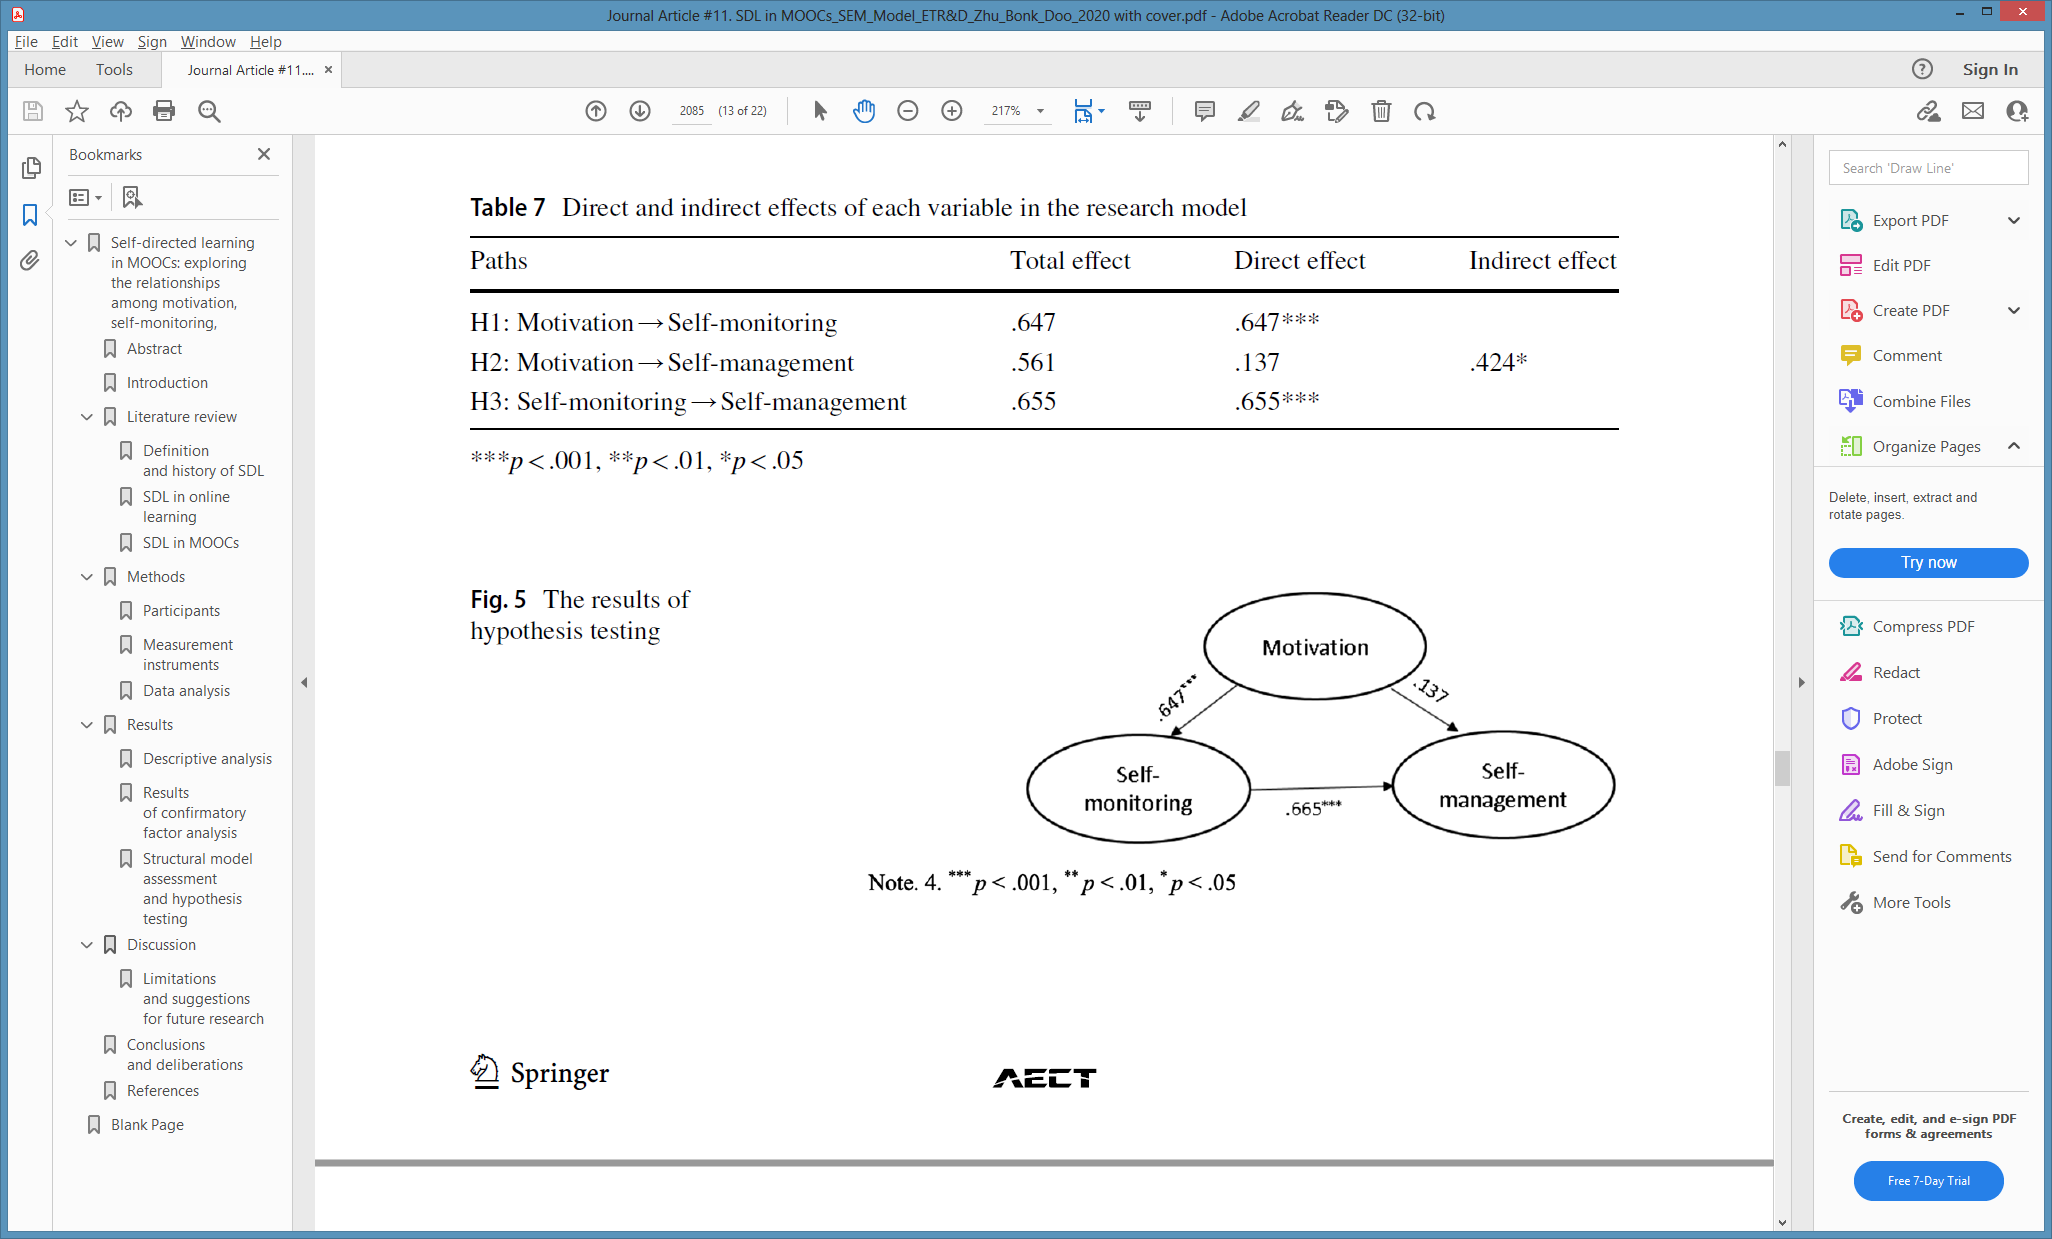 Journal Article #11. SDL in MOOCs_SEM_Model_ETR&D_Zhu_Bonk_Doo_2020 with cover.pdf - Adobe Acrobat Reader DC (32-bit)
File Edit View Sign Window Help
Home Tools Journal Article #11.... × Sign In
2085 (13 of 22) 217%
Bookmarks
Self-directed learning
in MOOCs: exploring
the relationships
among motivation,
self-monitoring,
Abstract
Introduction
Literature review
Definition
and history of SDL
SDL in online
learning
SDL in MOOCs
Methods
Participants
Measurement
instruments
Data analysis
Results
Descriptive analysis
Results
of confirmatory
factor analysis
Structural model
assessment
and hypothesis
testing
Discussion
Limitations
and suggestions
for future research
Conclusions
and deliberations
References
Blank Page
Table 7 Direct and indirect effects of each variable in the research model
Paths Total effect Direct effect Indirect effect
H1: Motivation→Self-monitoring .647 .647***
H2: Motivation→Self-management .561 .137 .424*
H3: Self-monitoring→Self-management .655 .655***
***p<.001, **p<.01, *p<.05
Fig. 5 The results of
hypothesis testing
Motivation
.647***
.137
Self-
monitoring
.665***
Self-
management
Note. 4. ***p< .001, **p< .01, *p< .05
Springer
AECT
Search 'Draw Line'
Export PDF
Edit PDF
Create PDF
Comment
Combine Files
Organize Pages
Delete, insert, extract and
rotate pages.
Try now
Compress PDF
Redact
Protect
Adobe Sign
Fill & Sign
Send for Comments
More Tools
Create, edit, and e-sign PDF
forms & agreements
Free 7-Day Trial